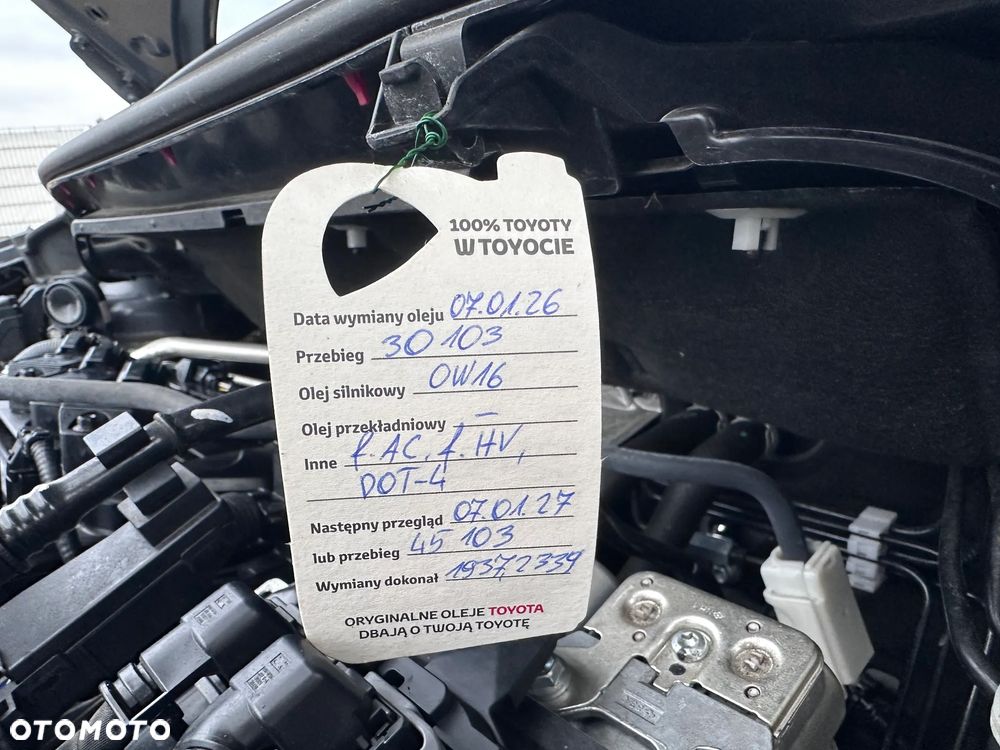 100% TOYOTY
W TOYOCIE
Data wymiany oleju 07.01.26
Przebieg 30 103
Olej silnikowy 0W16
Olej przekładniowy –
Inne f. AC, f. HV,
DOT-4
Następny przegląd 07.01.27
lub przebieg 45 103
Wymiany dokonał 1937,2339
ORYGINALNE OLEJE TOYOTA
DBAJĄ O TWOJĄ TOYOTĘ
OTOMOTO